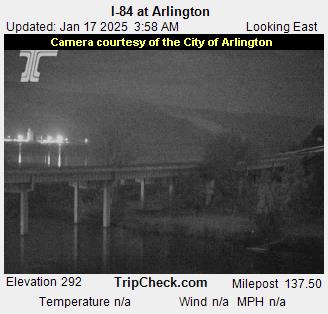 I-84 at Arlington
Updated: Jan 17 2025  3:58 AM  Looking East
Camera courtesy of the City of Arlington
Elevation 292  TripCheck.com  Milepost 137.50
Temperature n/a  Wind n/a  MPH n/a